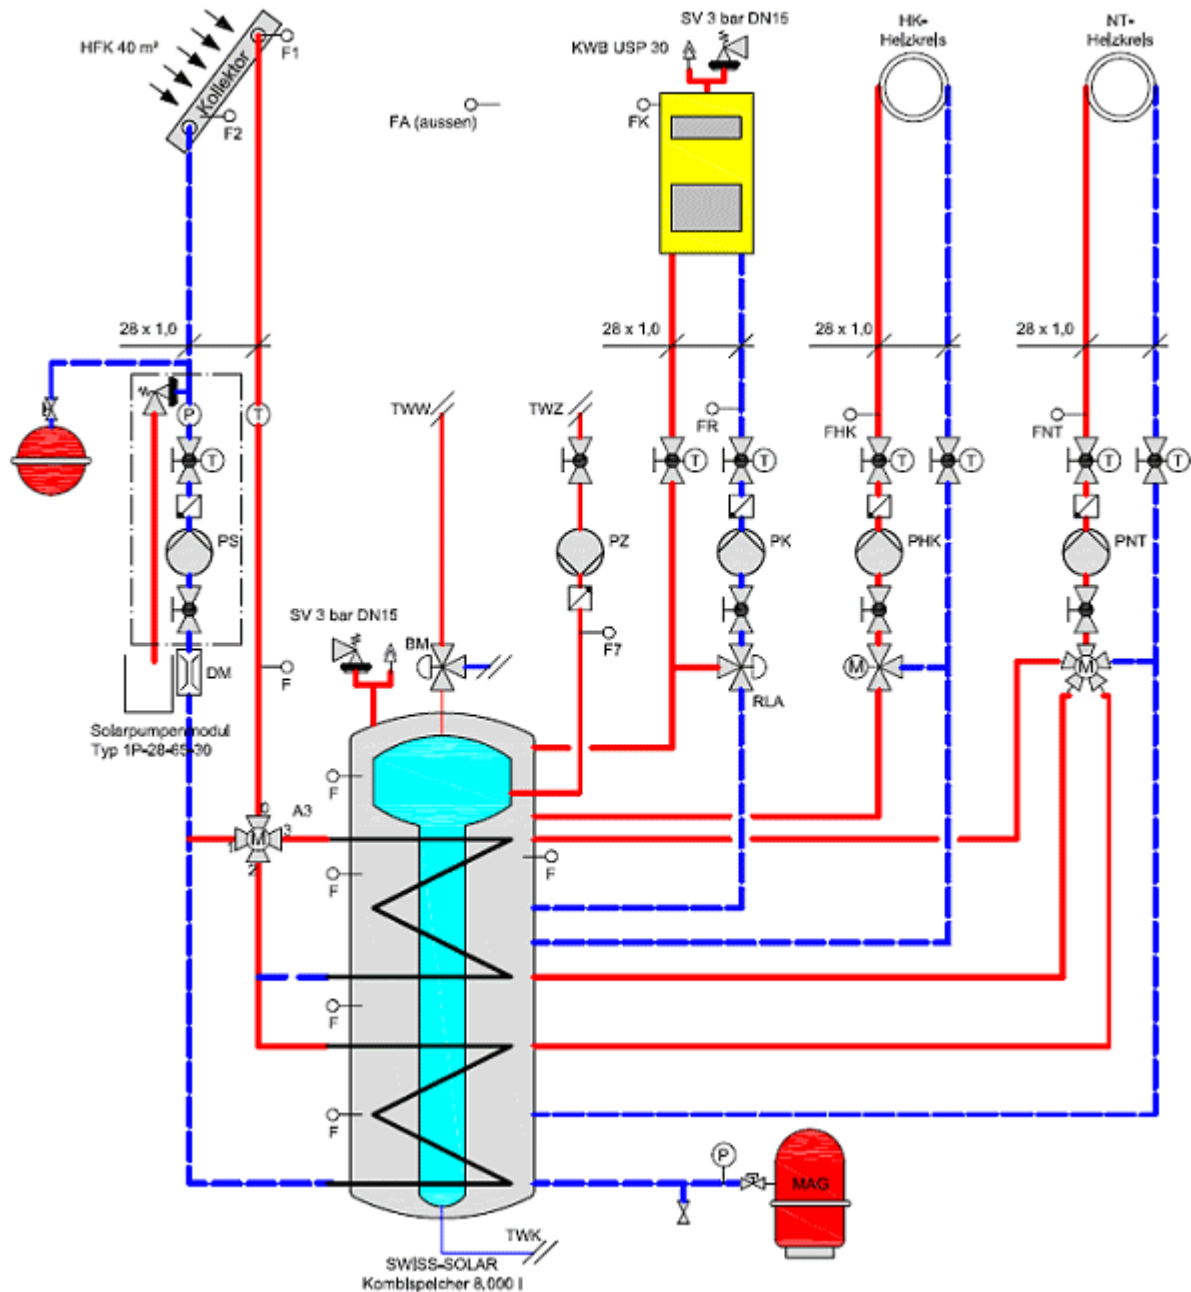 SV 3 bar DN15
HK-
Heizkreis
NT-
Heizkreis
HFK 40 m²
F1
KWB USP 30
Kollektor
F2
FA (aussen)
FK
28 x 1,0
28 x 1,0
28 x 1,0
28 x 1,0
P
T
TWW
TWZ
FR
FHK
FNT
T
T
T
T
T
T
PS
PZ
PK
PHK
PNT
SV 3 bar DN15
BM
F7
DM
F
M
M
RLA
Solarpumpenmodul
Typ 1P-28-65-30
F
A3
0
1
M
3
2
F
F
F
F
P
MAG
TWK
SWISS-SOLAR
Kombispeicher 8,000 l